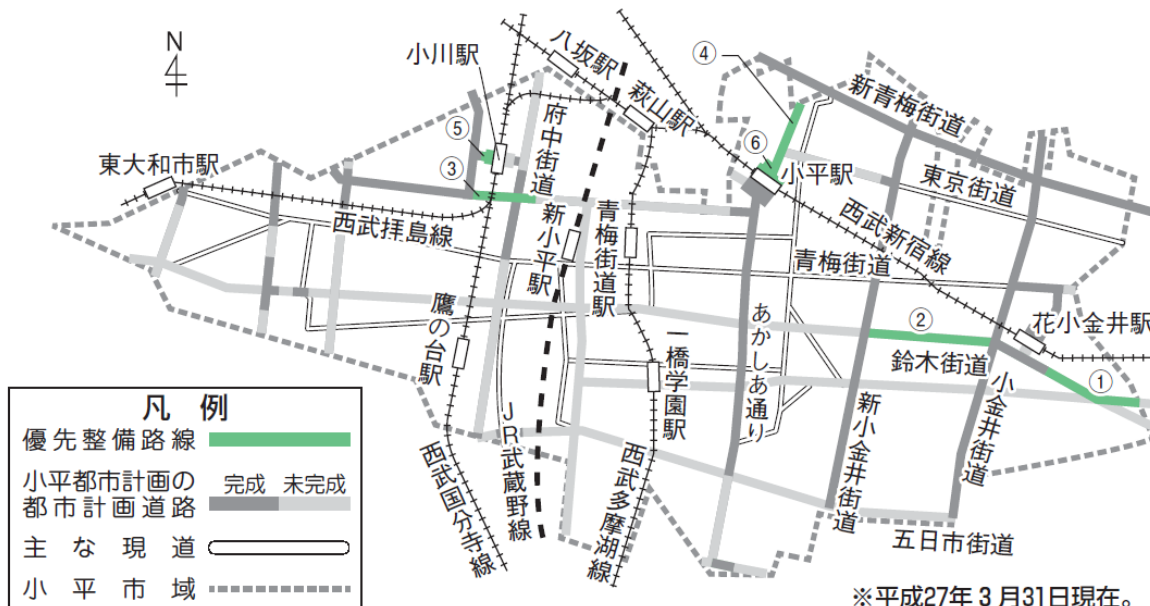 N
小川駅
八坂駅
萩山駅
④
新青梅街道
⑤
府中街道
⑥
小平駅
東京街道
東大和市駅
③
西武拝島線
新小平駅
青梅街道駅
西武新宿線
青梅街道
鷹の台駅
あかしあ通り
②
花小金井駅
鈴木街道
①
一橋学園駅
小金井街道
新小金井街道
JR武蔵野線
西武国分寺線
西武多摩湖線
五日市街道
凡例
優先整備路線
小平都市計画の
都市計画道路
完成 未完成
主な現道
小平市域
※平成27年3月31日現在。